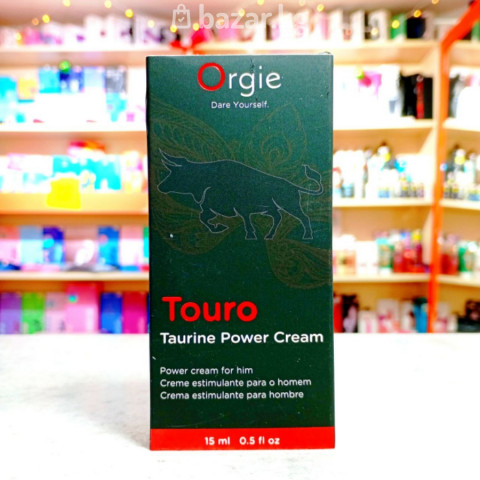 bazar
Orgie
Dare Yourself.
Touro
Taurine Power Cream
Power cream for him
Creme estimulante para o homem
Crema estimulante para hombre
15 ml 0.5 fl oz